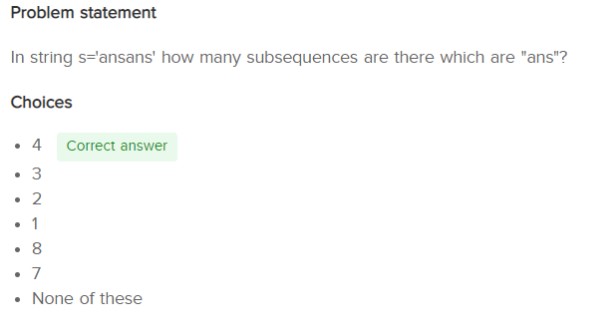 Problem statement
In string s='ansans' how many subsequences are there which are "ans"?
Choices
• 4 Correct answer
• 3
• 2
• 1
• 8
• 7
• None of these